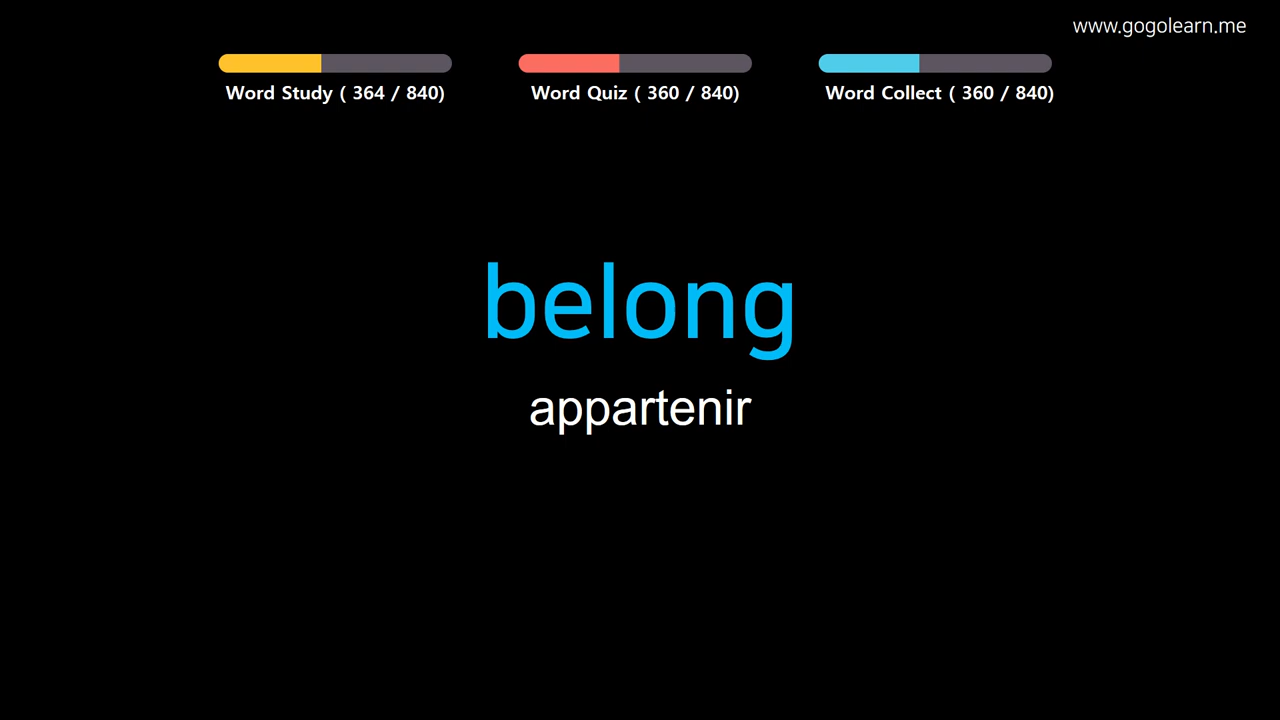 www.gogolearn.me
Word Study ( 364 / 840)
Word Quiz ( 360 / 840)
Word Collect ( 360 / 840)
belong
appartenir